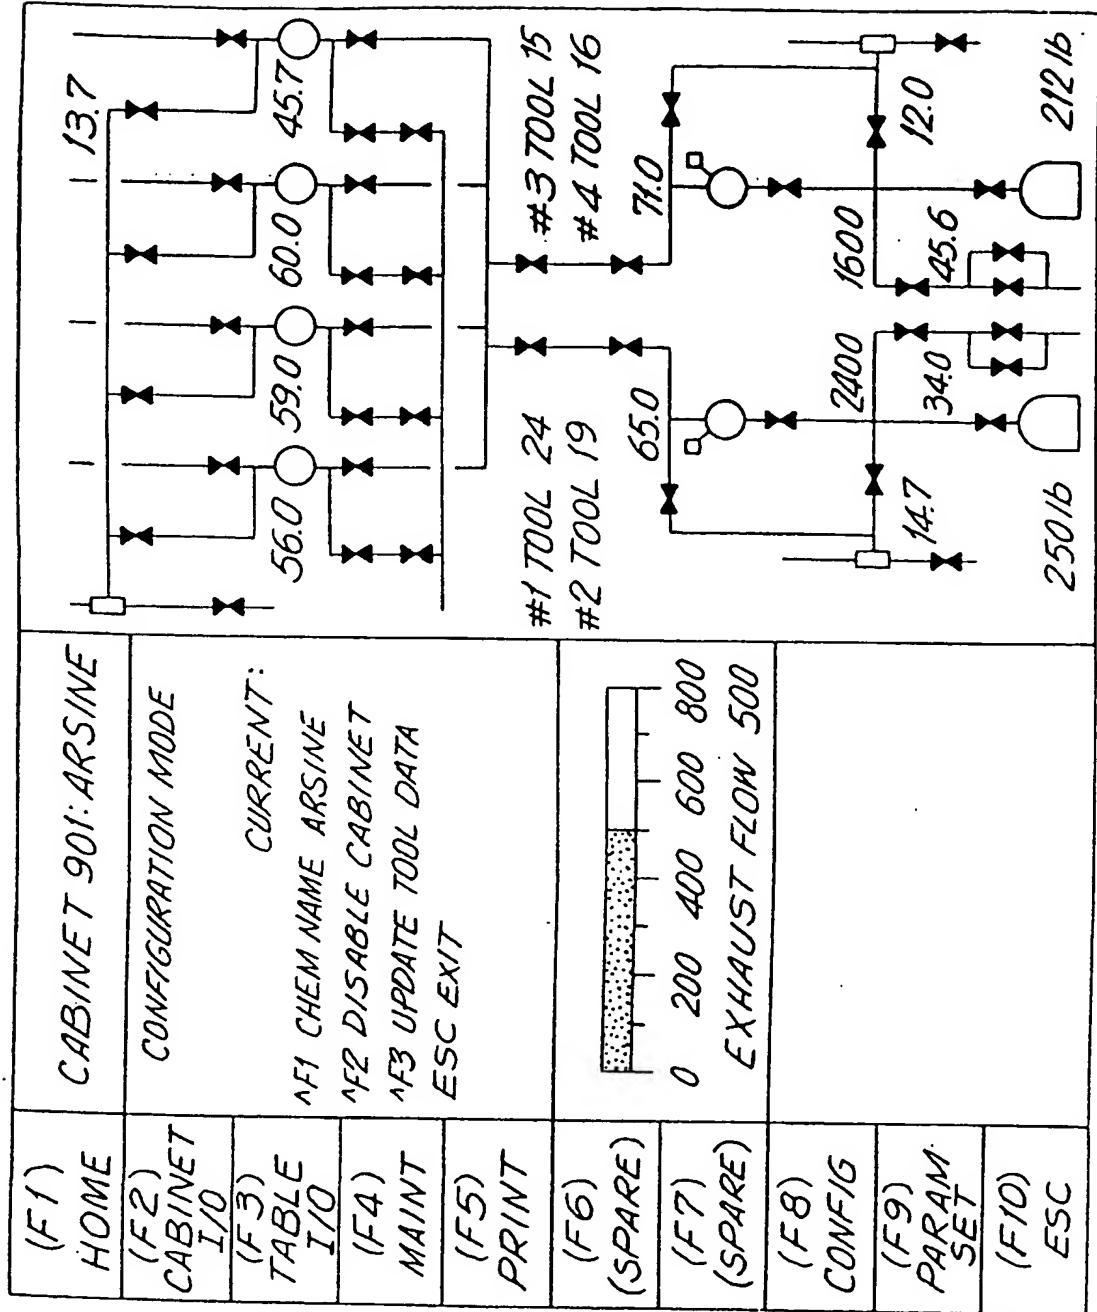 (F1)
HOME
(F2)
CABINET
I/O
(F3)
TABLE
I/O
(F4)
MAINT
(F5)
PRINT
(F6)
(SPARE)
(F7)
(SPARE)
(F8)
CONFIG
(F9)
PARAM
SET
(F10)
ESC
CABINET 901: ARSINE
CONFIGURATION MODE
CURRENT:
^F1 CHEM NAME ARSINE
^F2 DISABLE CABINET
^F3 UPDATE TOOL DATA
ESC EXIT
0 200 400 600 800
EXHAUST FLOW 500
13.7
56.0 59.0 60.0 45.7
#1 TOOL 24
#2 TOOL 19
#3 TOOL 15
#4 TOOL 16
65.0 71.0
2400 1600
14.7 34.0 45.6 12.0
250 lb 212 lb